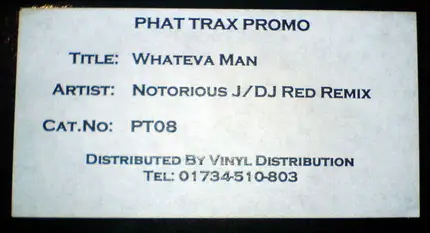 PHAT TRAX PROMO
TITLE: WHATEVA MAN
ARTIST: NOTORIOUS J/DJ RED REMIX
CAT.NO: PT08
DISTRIBUTED BY VINYL DISTRIBUTION
TEL: 01734-510-803